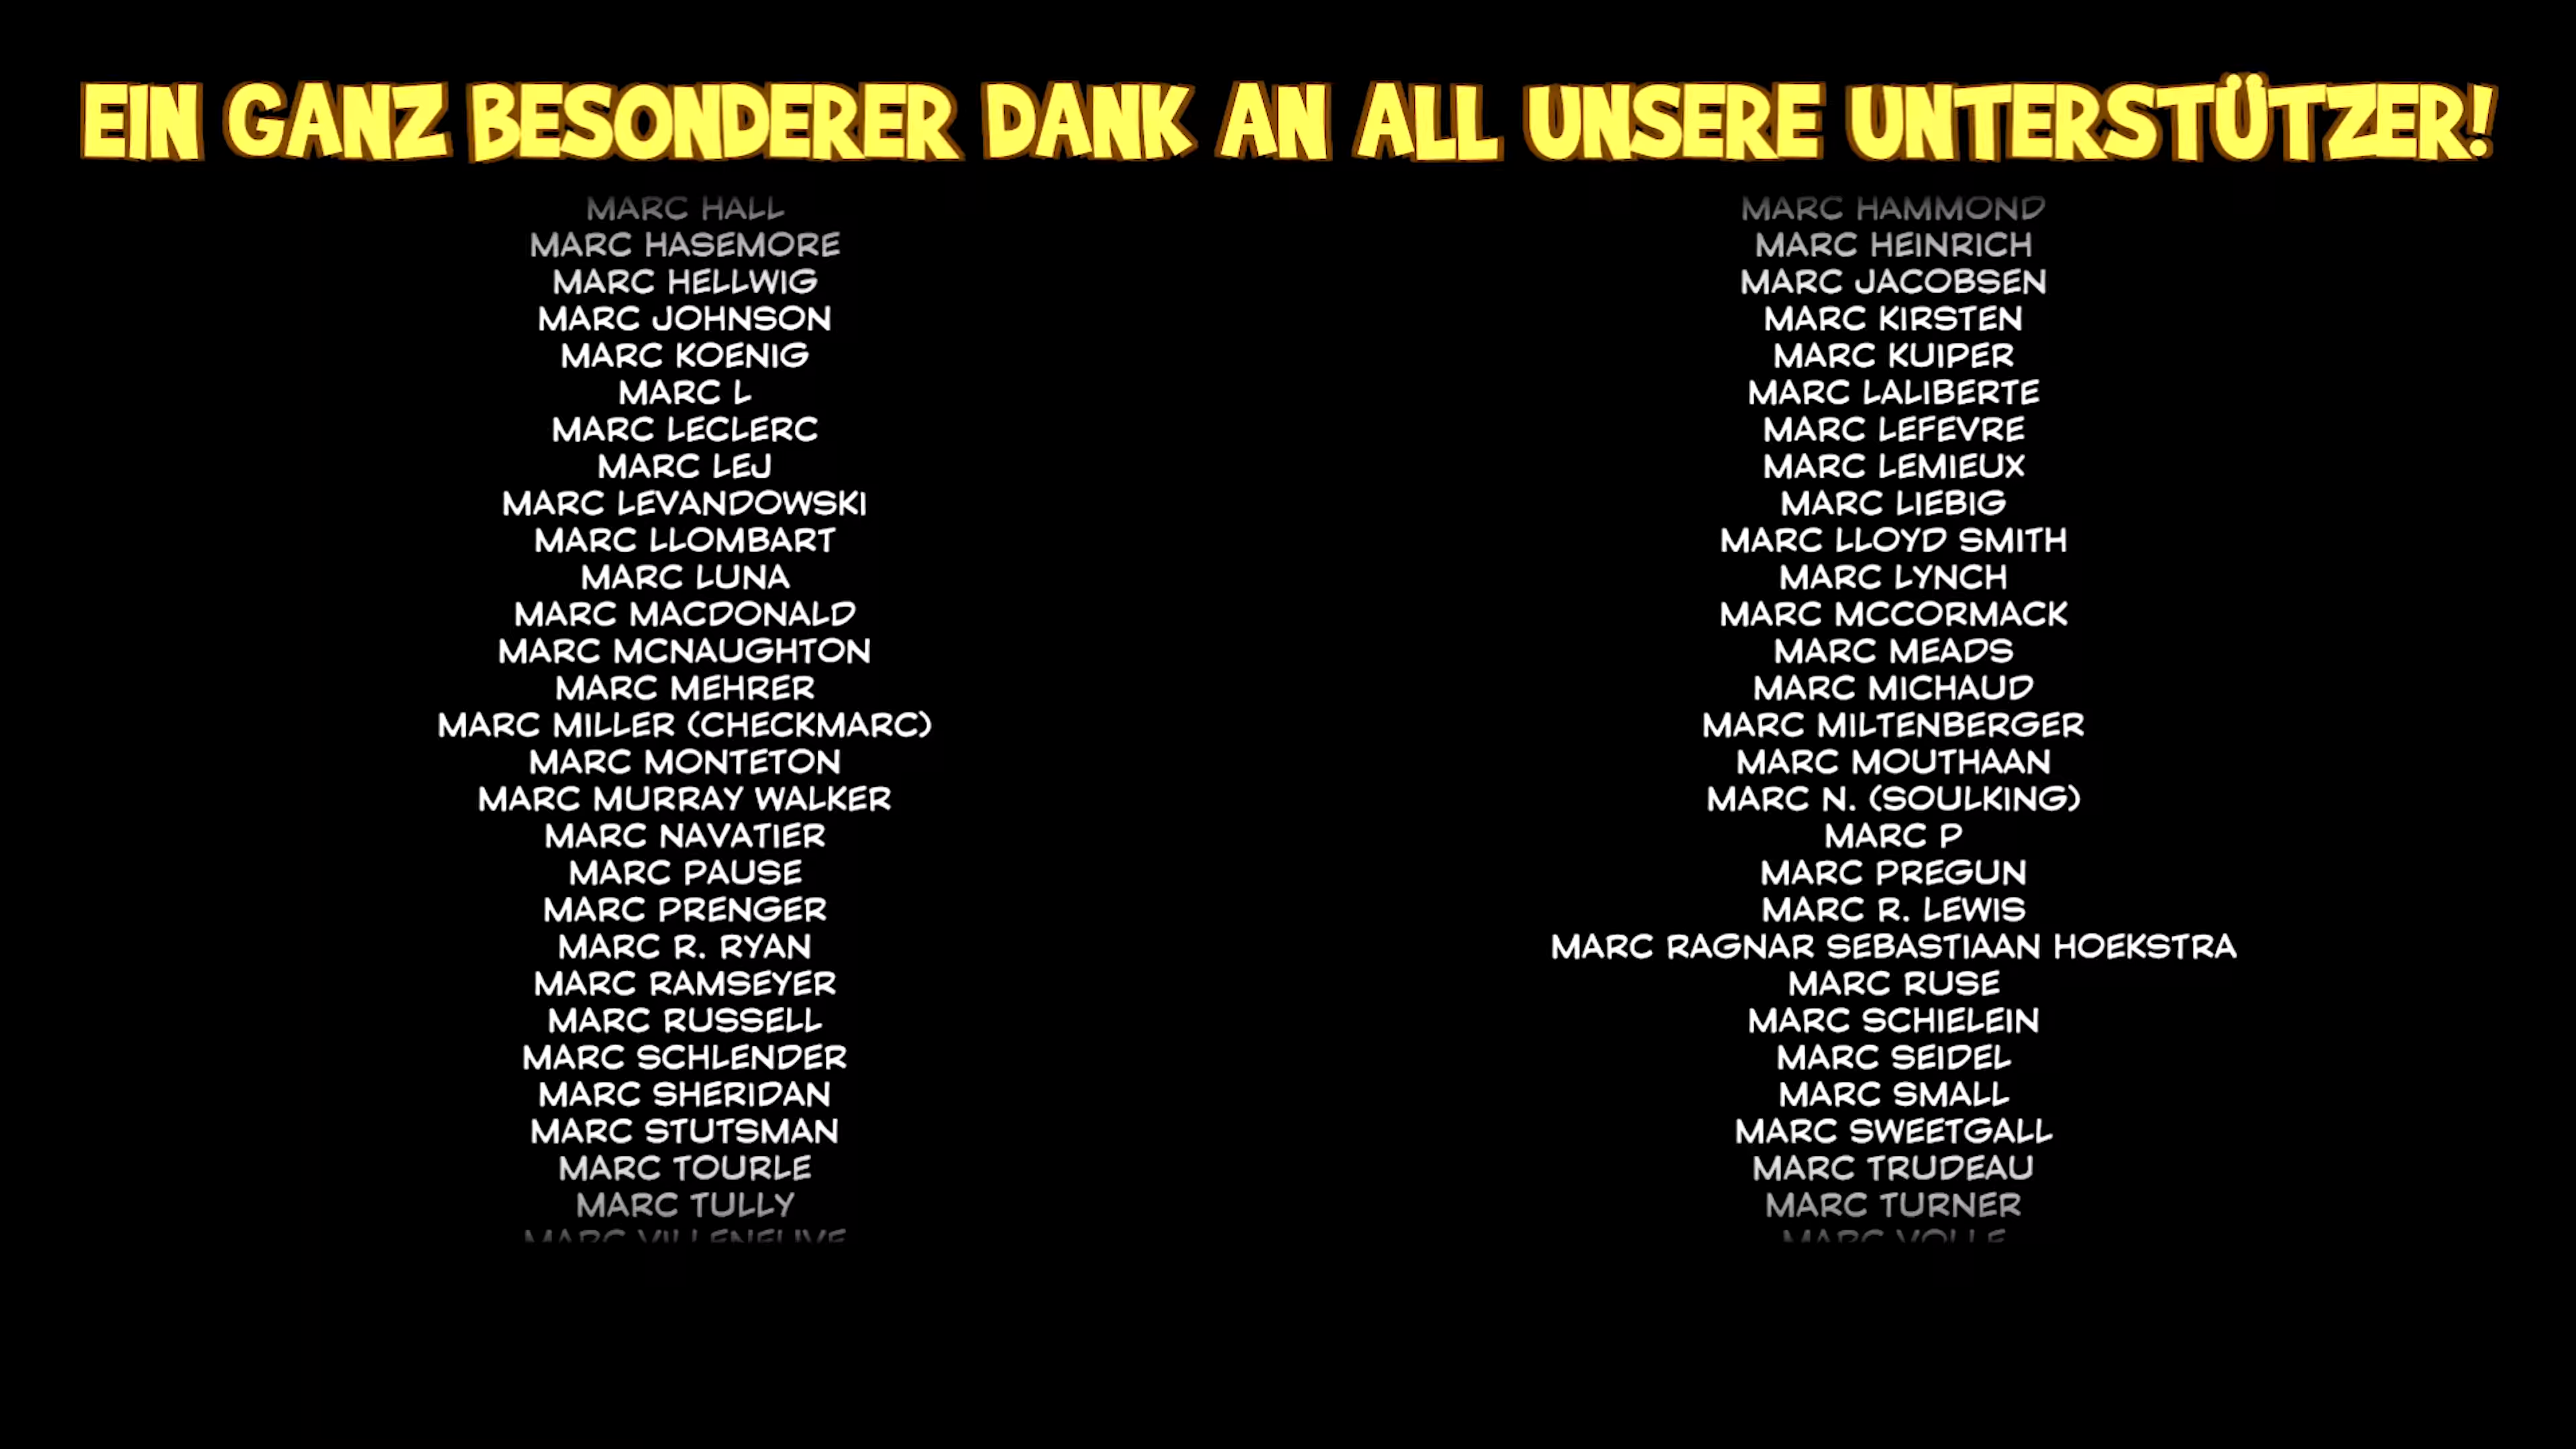 EIN GANZ BESONDERER DANK AN ALL UNSERE UNTERSTÜTZER!
MARC HALL MARC HAMMOND
MARC HASEMORE MARC HEINRICH
MARC HELLWIG MARC JACOBSEN
MARC JOHNSON MARC KIRSTEN
MARC KOENIG MARC KUIPER
MARC L MARC LALIBERTE
MARC LECLERC MARC LEFEVRE
MARC LEJ MARC LEMIEUX
MARC LEVANDOWSKI MARC LIEBIG
MARC LLOMBART MARC LLOYD SMITH
MARC LUNA MARC LYNCH
MARC MACDONALD MARC MCCORMACK
MARC MCNAUGHTON MARC MEADS
MARC MEHRER MARC MICHAUD
MARC MILLER (CHECKMARC) MARC MILTENBERGER
MARC MONTETON MARC MOUTHAAN
MARC MURRAY WALKER MARC N. (SOULKING)
MARC NAVATIER MARC P
MARC PAUSE MARC PREGUN
MARC PRENGER MARC R. LEWIS
MARC R. RYAN MARC RAGNAR SEBASTIAAN HOEKSTRA
MARC RAMSEYER MARC RUSE
MARC RUSSELL MARC SCHIELEIN
MARC SCHLENDER MARC SEIDEL
MARC SHERIDAN MARC SMALL
MARC STUTSMAN MARC SWEETGALL
MARC TOURLE MARC TRUDEAU
MARC TULLY MARC TURNER
MARC VILLENEUVE MARC VOLLE